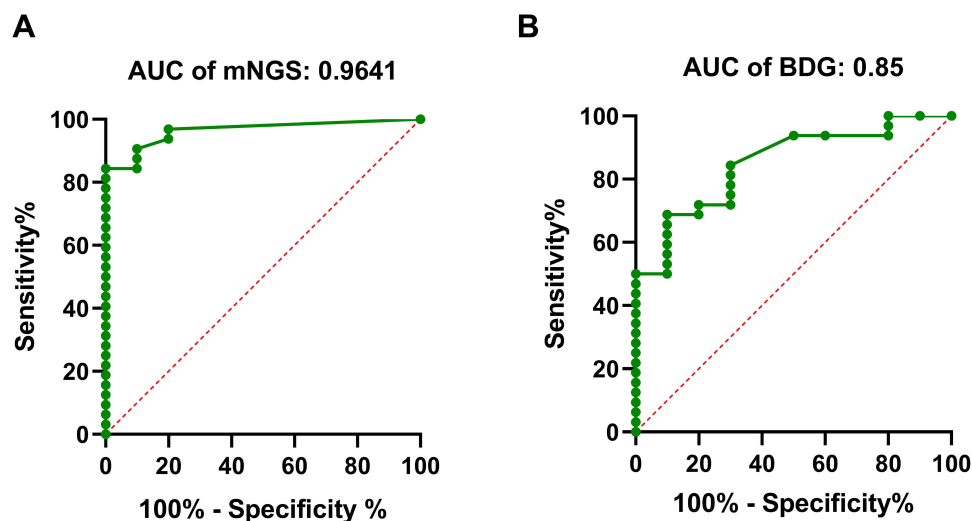 A
AUC of mNGS: 0.9641
100
80
60
40
20
0
Sensitivity%
0 20 40 60 80 100
100% - Specificity %
B
AUC of BDG: 0.85
100
80
60
40
20
0
Sensitivity%
0 20 40 60 80 100
100% - Specificity%